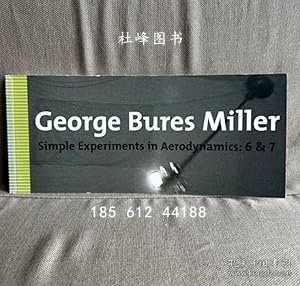 杜峰图书
George Bures Miller
Simple Experiments in Aerodynamics: 6 & 7
185 612 44188